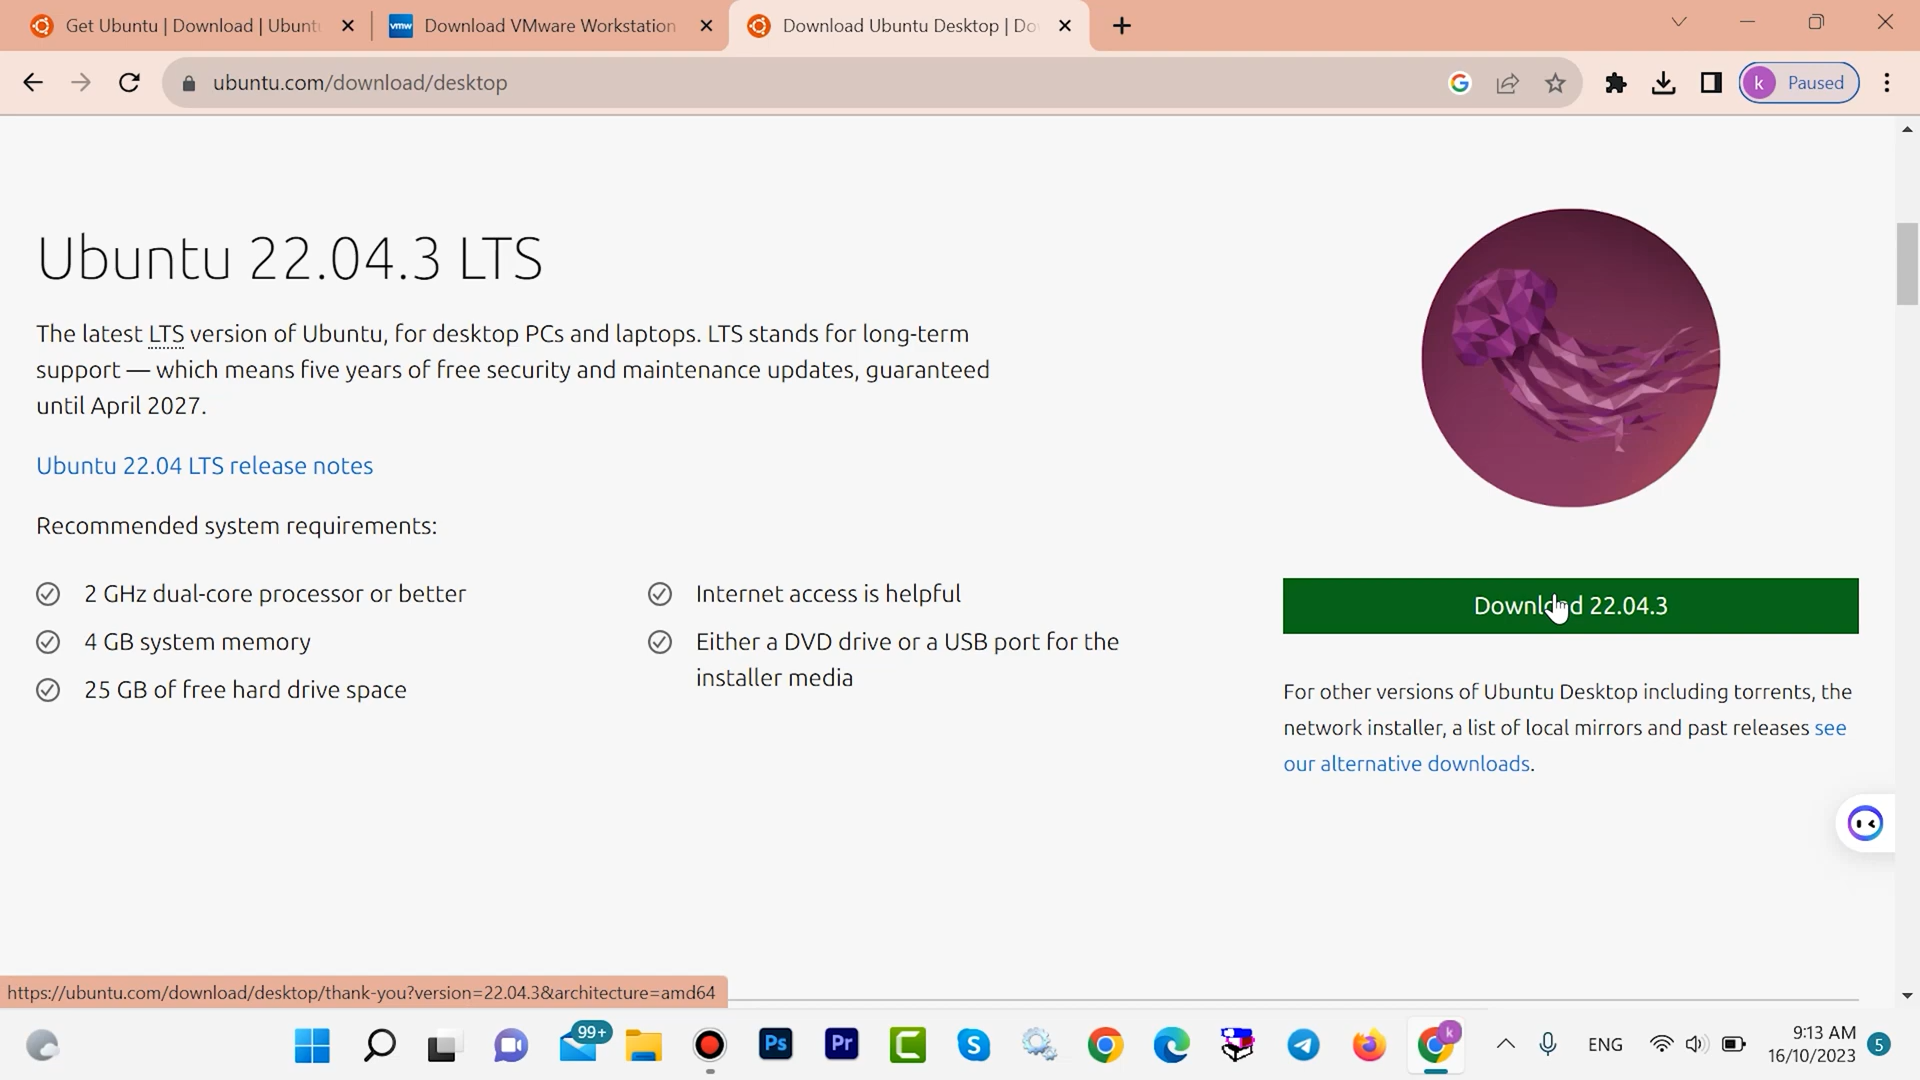 Get Ubuntu | Download | Ubunt
vmw
Download VMware Workstation
Download Ubuntu Desktop | Do
ubuntu.com/download/desktop
k
Paused
Ubuntu 22.04.3 LTS
The latest LTS version of Ubuntu, for desktop PCs and laptops. LTS stands for long-term
support — which means five years of free security and maintenance updates, guaranteed
until April 2027.
Ubuntu 22.04 LTS release notes
Recommended system requirements:
2 GHz dual-core processor or better
4 GB system memory
25 GB of free hard drive space
Internet access is helpful
Either a DVD drive or a USB port for the
installer media
Download 22.04.3
For other versions of Ubuntu Desktop including torrents, the
network installer, a list of local mirrors and past releases see
our alternative downloads.
https://ubuntu.com/download/desktop/thank-you?version=22.04.3&architecture=amd64
99+
Ps
Pr
S
k
ENG
9:13 AM
16/10/2023
5